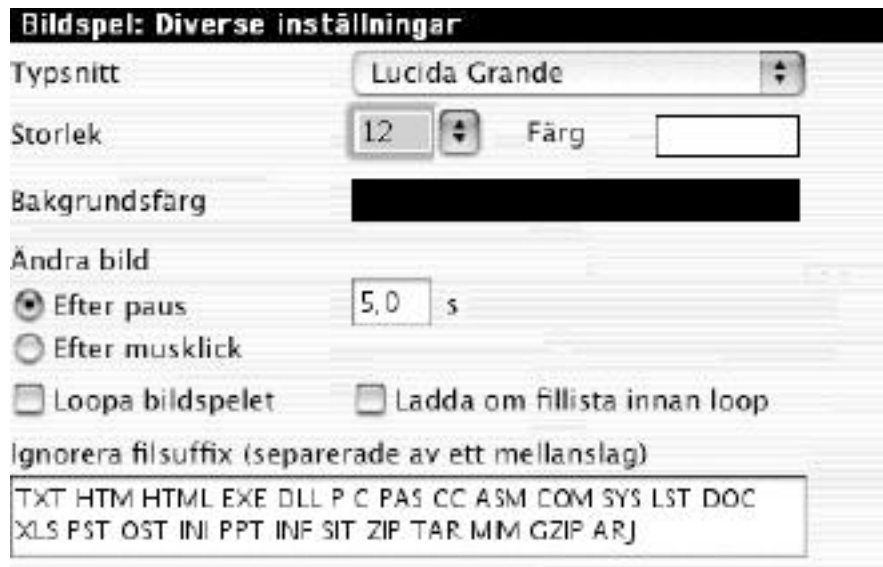 Bildspel: Diverse inställningar
Typsnitt Lucida Grande
Storlek 12 Färg
Bakgrundsfärg
Ändra bild
Efter paus 5,0 s
Efter musklick
Loopa bildspelet Ladda om fillista innan loop
Ignorera filsuffix (separerade av ett mellanslag)
TXT HTM HTML EXE DLL P C PAS CC ASM COM SYS LST DOC
XLS PST OST INI PPT INF SIT ZIP TAR MIM GZIP ARJ